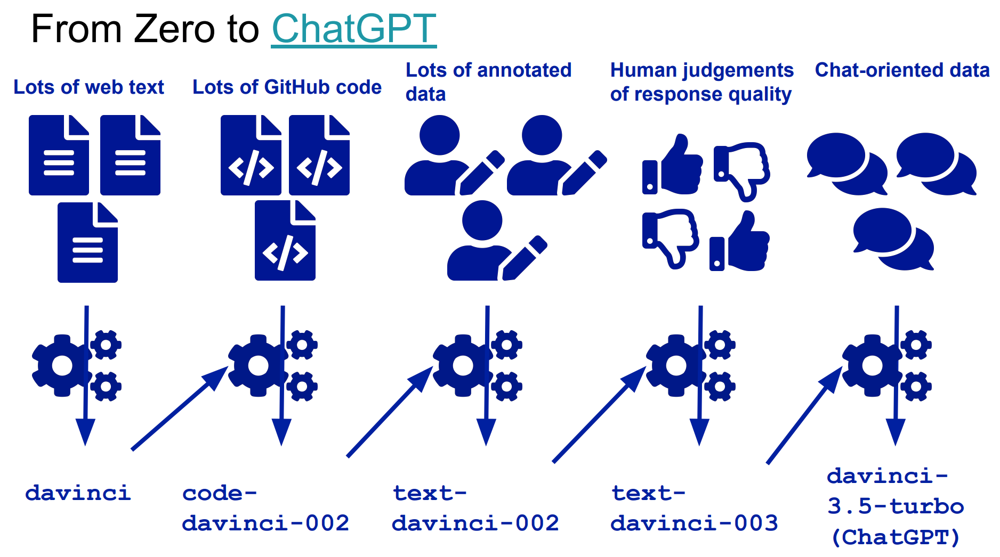 From Zero to ChatGPT
Lots of web text
Lots of GitHub code
Lots of annotated
data
Human judgements
of response quality
Chat-oriented data
</>
</>
</>
davinci
code-
davinci-002
text-
davinci-002
text-
davinci-003
davinci-
3.5-turbo
(ChatGPT)